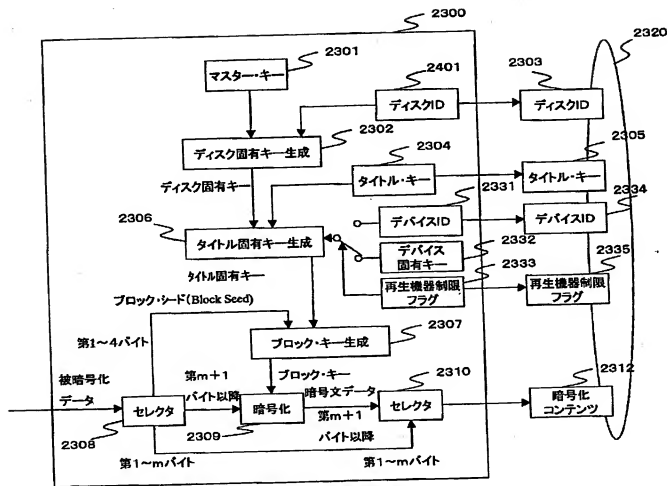 2300
2320
2301
マスター・キー
2401
ディスクID
2303
ディスクID
2302
ディスク固有キー生成
2304
2305
ディスク固有キー
タイトル・キー
タイトル・キー
2331
2334
2306
デバイスID
デバイスID
タイトル固有キー生成
2332
デバイス
固有キー
2333
2335
タイトル固有キー
再生機器制限
フラグ
再生機器制限
フラグ
ブロック・シード(Block Seed)
2307
第1~4バイト
ブロック・キー生成
2310
2312
被暗号化
データ
第m+1
バイト以降
ブロック・キー
暗号文データ
第m+1
バイト以降
セレクタ
暗号化
セレクタ
暗号化
コンテンツ
2308
2309
第1~mバイト
第1~mバイト